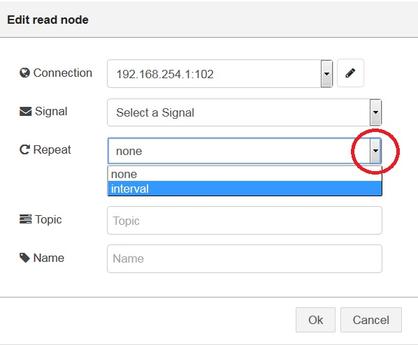 Edit read node
Connection 192.168.254.1:102
Signal Select a Signal
Repeat none
none
interval
Topic Topic
Name Name
Ok Cancel